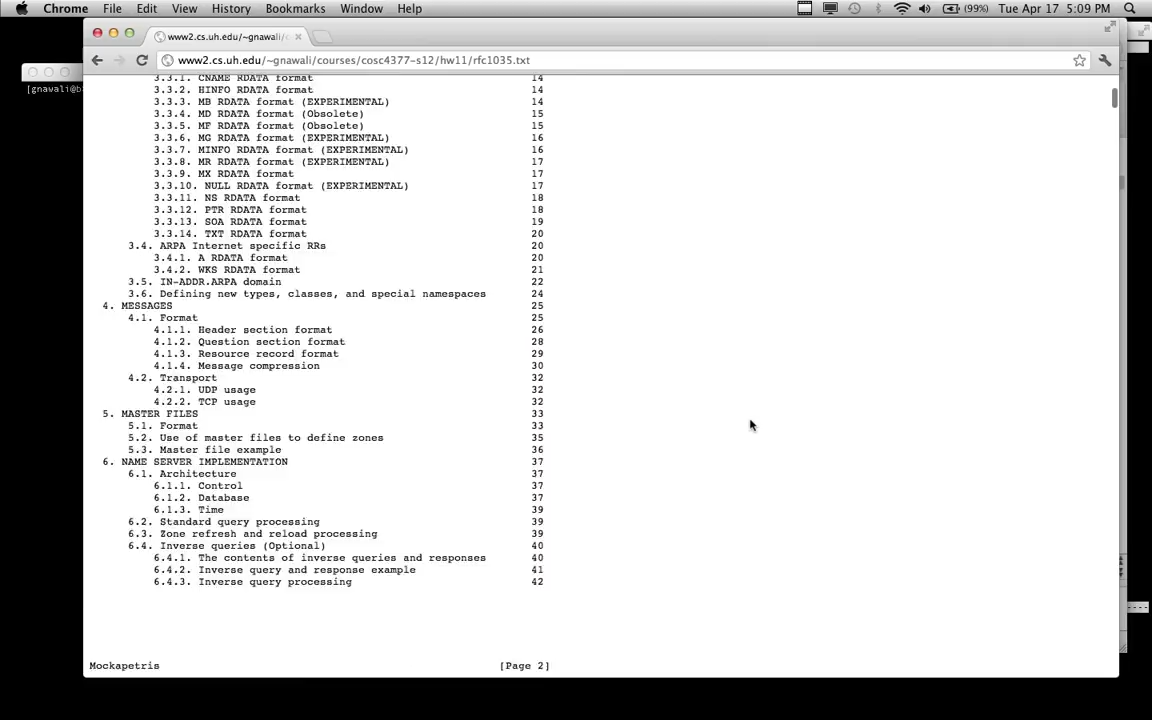 Chrome File Edit View History Bookmarks Window Help (99%) Tue Apr 17 5:09 PM
www2.cs.uh.edu/~gnawali/c
www2.cs.uh.edu/~gnawali/courses/cosc4377-s12/hw11/rfc1035.txt
[gnawali@b
3.3.1. CNAME RDATA format 14
3.3.2. HINFO RDATA format 14
3.3.3. MB RDATA format (EXPERIMENTAL) 14
3.3.4. MD RDATA format (Obsolete) 15
3.3.5. MF RDATA format (Obsolete) 15
3.3.6. MG RDATA format (EXPERIMENTAL) 16
3.3.7. MINFO RDATA format (EXPERIMENTAL) 16
3.3.8. MR RDATA format (EXPERIMENTAL) 17
3.3.9. MX RDATA format 17
3.3.10. NULL RDATA format (EXPERIMENTAL) 17
3.3.11. NS RDATA format 18
3.3.12. PTR RDATA format 18
3.3.13. SOA RDATA format 19
3.3.14. TXT RDATA format 20
3.4. ARPA Internet specific RRs 20
3.4.1. A RDATA format 20
3.4.2. WKS RDATA format 21
3.5. IN-ADDR.ARPA domain 22
3.6. Defining new types, classes, and special namespaces 24
4. MESSAGES 25
4.1. Format 25
4.1.1. Header section format 26
4.1.2. Question section format 28
4.1.3. Resource record format 29
4.1.4. Message compression 30
4.2. Transport 32
4.2.1. UDP usage 32
4.2.2. TCP usage 32
5. MASTER FILES 33
5.1. Format 33
5.2. Use of master files to define zones 35
5.3. Master file example 36
6. NAME SERVER IMPLEMENTATION 37
6.1. Architecture 37
6.1.1. Control 37
6.1.2. Database 37
6.1.3. Time 39
6.2. Standard query processing 39
6.3. Zone refresh and reload processing 39
6.4. Inverse queries (Optional) 40
6.4.1. The contents of inverse queries and responses 40
6.4.2. Inverse query and response example 41
6.4.3. Inverse query processing 42
Mockapetris [Page 2]